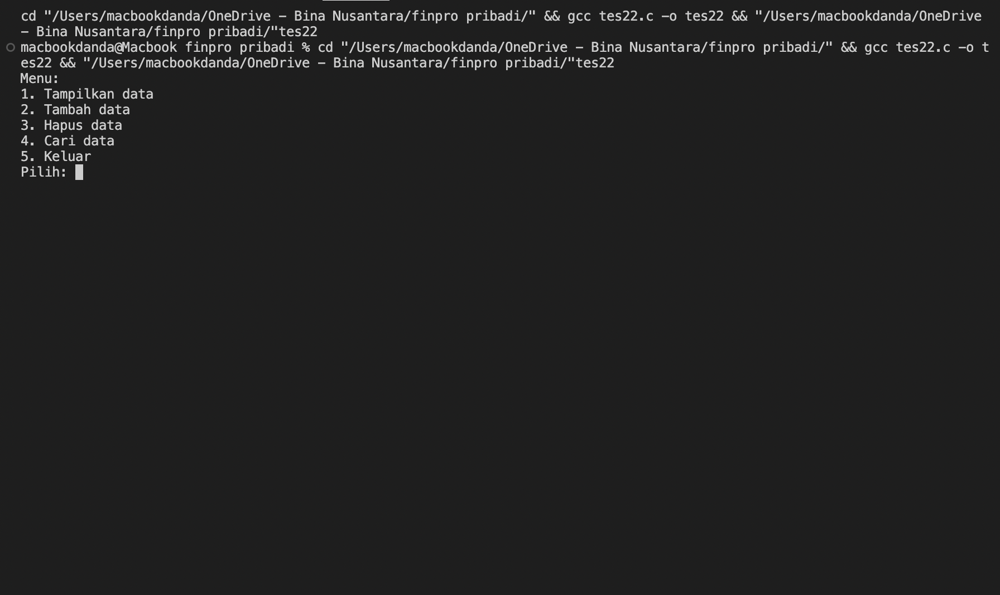 cd "/Users/macbookdanda/OneDrive - Bina Nusantara/finpro pribadi/" && gcc tes22.c -o tes22 && "/Users/macbookdanda/OneDrive
- Bina Nusantara/finpro pribadi/"tes22
macbookdanda@Macbook finpro pribadi % cd "/Users/macbookdanda/OneDrive - Bina Nusantara/finpro pribadi/" && gcc tes22.c -o t
es22 && "/Users/macbookdanda/OneDrive - Bina Nusantara/finpro pribadi/"tes22
Menu:
1. Tampilkan data
2. Tambah data
3. Hapus data
4. Cari data
5. Keluar
Pilih: